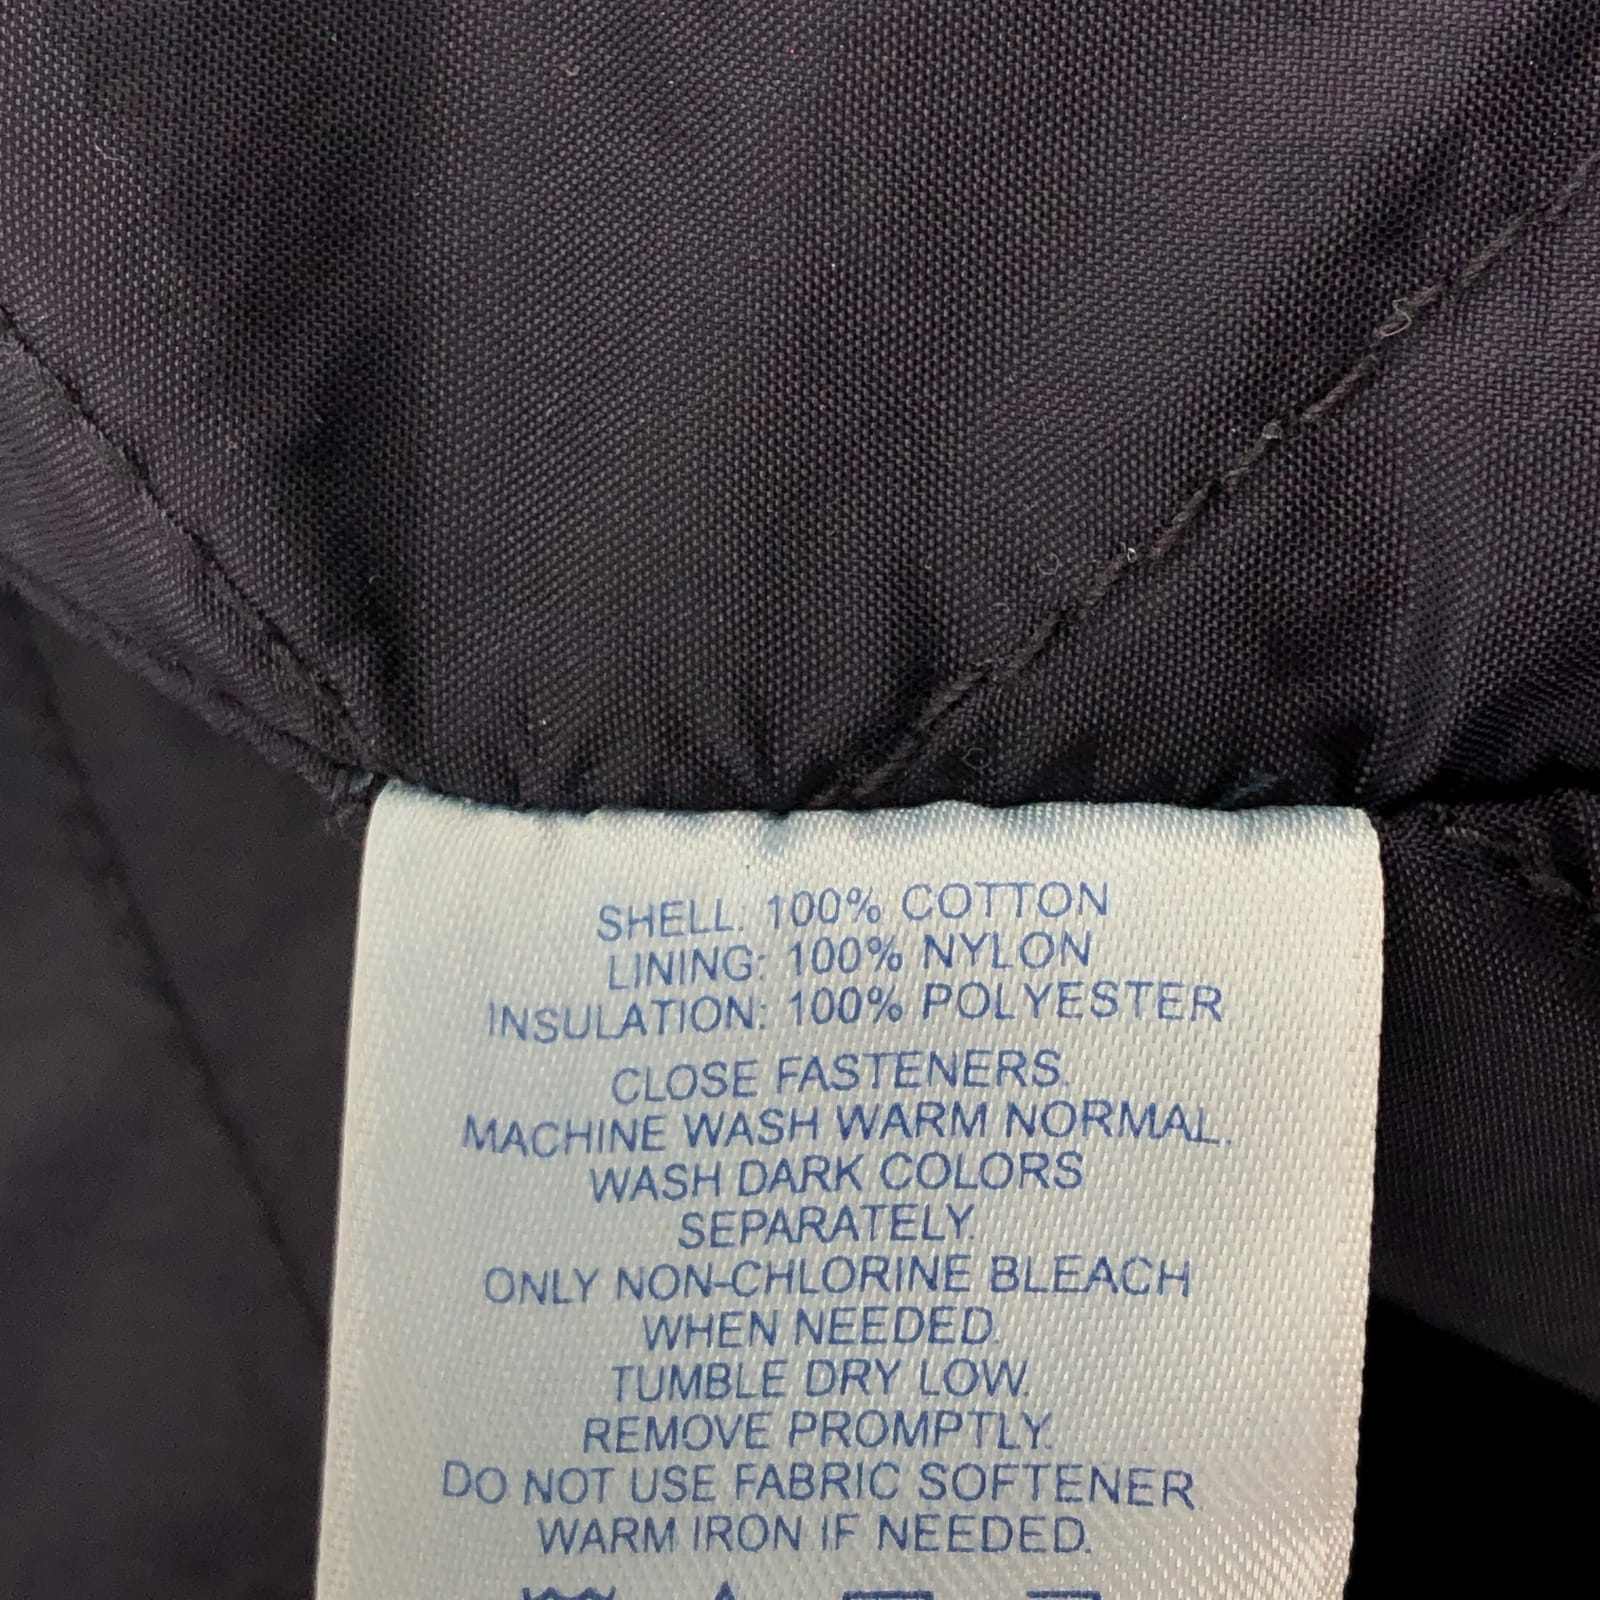 SHELL: 100% COTTON
LINING: 100% NYLON
INSULATION: 100% POLYESTER
CLOSE FASTENERS.
MACHINE WASH WARM NORMAL.
WASH DARK COLORS
SEPARATELY.
ONLY NON-CHLORINE BLEACH
WHEN NEEDED.
TUMBLE DRY LOW.
REMOVE PROMPTLY.
DO NOT USE FABRIC SOFTENER.
WARM IRON IF NEEDED.